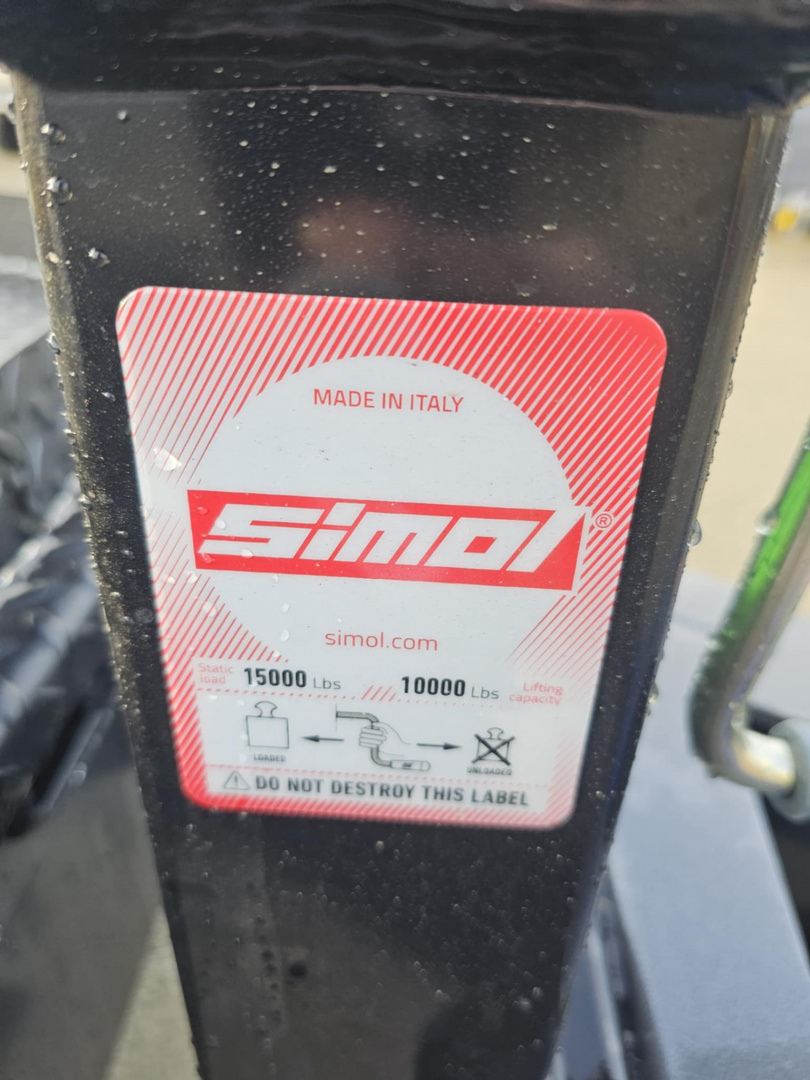 MADE IN ITALY
simol®
simol.com
Static load 15000 Lbs 10000 Lbs Lifting capacity
LOADED UNLOADED
DO NOT DESTROY THIS LABEL